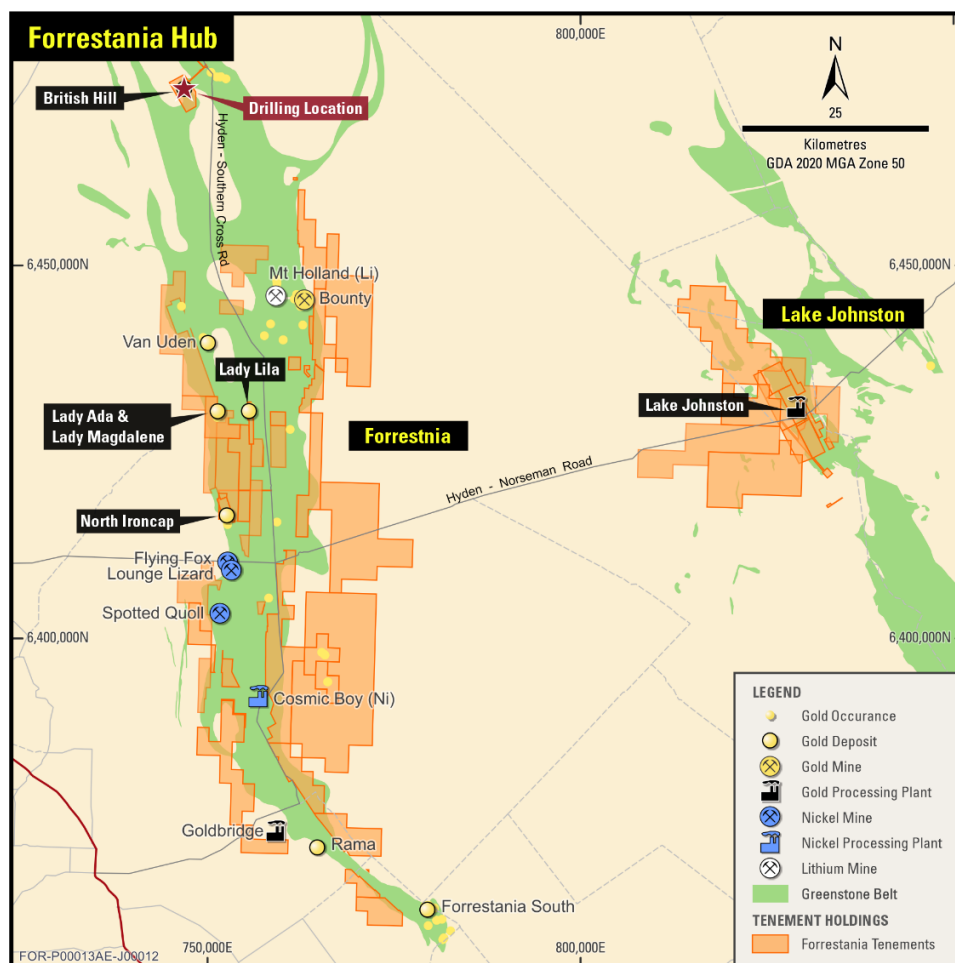 Forrestania Hub
800,000E
N
25
Kilometres
GDA 2020 MGA Zone 50
British Hill
Drilling Location
Hyden - Southern Cross Rd
6,450,000N
6,450,000N
Mt Holland (Li)
Bounty
Lake Johnston
Van Uden
Lady Lila
Lady Ada &
Lady Magdalene
Lake Johnston
Forrestnia
Hyden - Norseman Road
North Ironcap
Flying Fox
Lounge Lizard
Spotted Quoll
6,400,000N
6,400,000N
Cosmic Boy (Ni)
Goldbridge
Rama
Forrestania South
LEGEND
Gold Occurance
Gold Deposit
Gold Mine
Gold Processing Plant
Nickel Mine
Nickel Processing Plant
Lithium Mine
Greenstone Belt
TENEMENT HOLDINGS
Forrestania Tenements
FOR-P00013AE-J00012
750,000E
800,000E